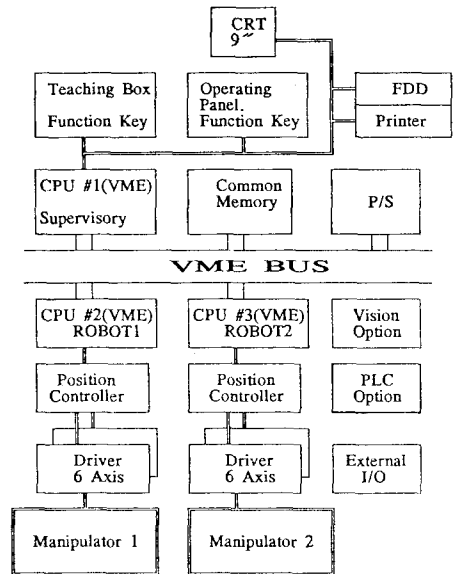 CRT
9"
Teaching Box
Function Key
Operating
Panel.
Function Key
FDD
Printer
CPU #1(VME)
Supervisory
Common
Memory
P/S
VME BUS
CPU #2(VME)
ROBOT1
CPU #3(VME)
ROBOT2
Vision
Option
Position
Controller
Position
Controller
PLC
Option
Driver
6 Axis
Driver
6 Axis
External
I/O
Manipulator 1
Manipulator 2